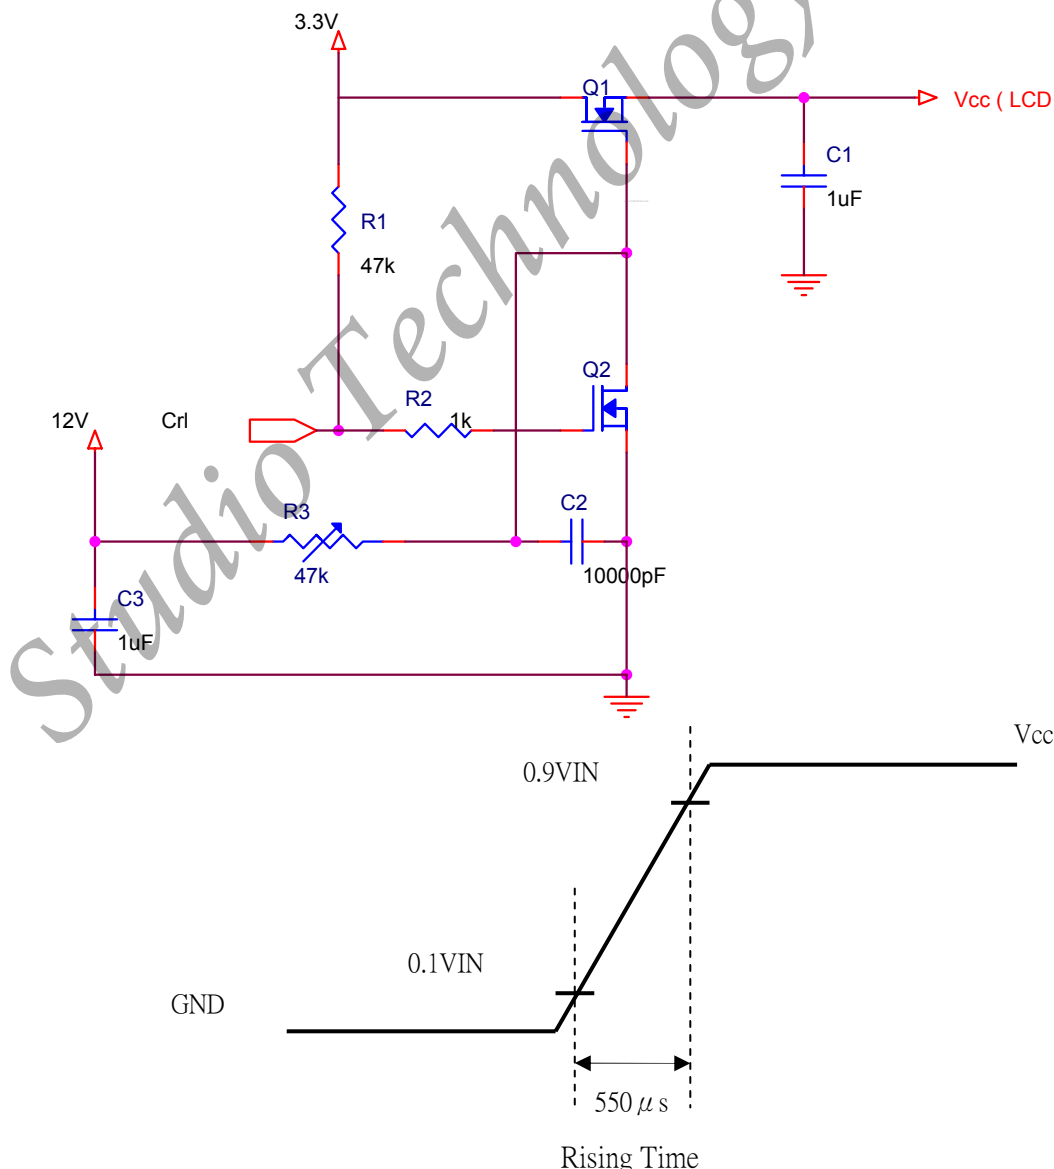 3.3V
Q1
Vcc ( LCD
C1
1uF
R1
47k
Q2
R2
1k
12V
Crl
R3
47k
C2
10000pF
C3
1uF
Studio Technology
Vcc
0.9VIN
0.1VIN
GND
550 μ s
Rising Time